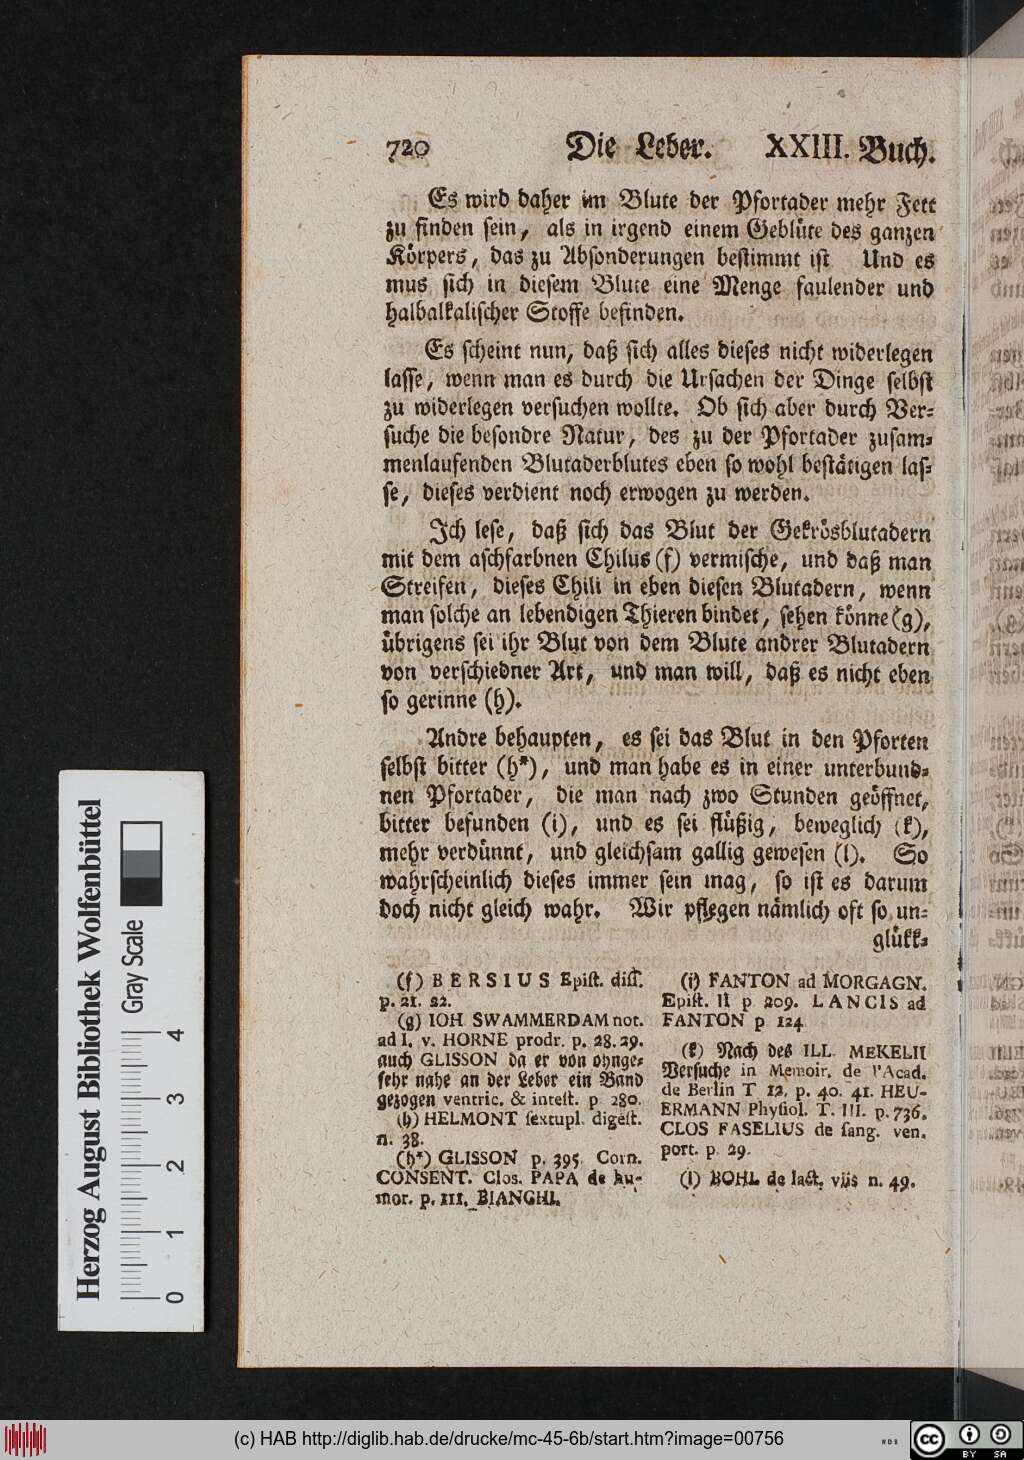 720 Die Leber. XXIII. Buch.
Es wird daher im Blute der Pfortader mehr Fett
zu finden sein, als in irgend einem Geblüte des ganzen
Körpers, das zu Absonderungen bestimmt ist Und es
mus sich in diesem Blute eine Menge faulender und
halbalkalischer Stoffe befinden.
Es scheint nun, daß sich alles dieses nicht widerlegen
lasse, wenn man es durch die Ursachen der Dinge selbst
zu widerlegen versuchen wollte. Ob sich aber durch Ver=
suche die besondre Natur, des zu der Pfortader zusam=
menlaufenden Blutaderblutes eben so wohl bestätigen las=
se, dieses verdient noch erwogen zu werden.
Ich lese, daß sich das Blut der Gekrösblutadern
mit dem aschfarbnen Chilus (f) vermische, und daß man
Streifen, dieses Chili in eben diesen Blutadern, wenn
man solche an lebendigen Thieren bindet, sehen könne (g),
übrigens sei ihr Blut von dem Blute andrer Blutadern
von verschiedner Art, und man will, daß es nicht eben
so gerinne (h).
Andre behaupten, es sei das Blut in den Pforten
selbst bitter (h*), und man habe es in einer unterbund=
nen Pfortader, die man nach zwo Stunden geöffnet,
bitter befunden (i), und es sei flüßig, beweglich (k),
mehr verdünnt, und gleichsam gallig gewesen (l). So
wahrscheinlich dieses immer sein mag, so ist es darum
doch nicht gleich wahr. Wir pflegen nämlich oft so un=
glükk=
(f) BERSIUS Epist. diss.
p. 21. 22.
(g) IOH SWAMMERDAM not.
ad I. v. HORNE prodr. p. 28. 29.
auch GLISSON da er von ohnge=
fehr nahe an der Leber ein Band
gezogen ventric. & intest. p 280.
(h) HELMONT sextupl. digest.
n. 38.
(h*) GLISSON p. 395. Corn.
CONSENT. Clos. PAPA de hu-
mor. p. 111. BIANGHI.
(i) FANTON ad MORGAGN.
Epist. II p 209. LANCIS ad
FANTON p 124
(k) Nach des ILL. MEKELII
Versuche in Memoir. de l'Acad.
de Berlin T 12. p. 40. 41. HEU-
ERMANN Physiol. T. III. p. 736.
CLOS FASELIUS de sang. ven.
port. p. 29.
(l) BOHL de lact. viis n. 49.
Herzog August Bibliothek Wolfenbüttel
Gray Scale
0 1 2 3 4
(c) HAB http://diglib.hab.de/drucke/mc-45-6b/start.htm?image=00756
cc BY SA